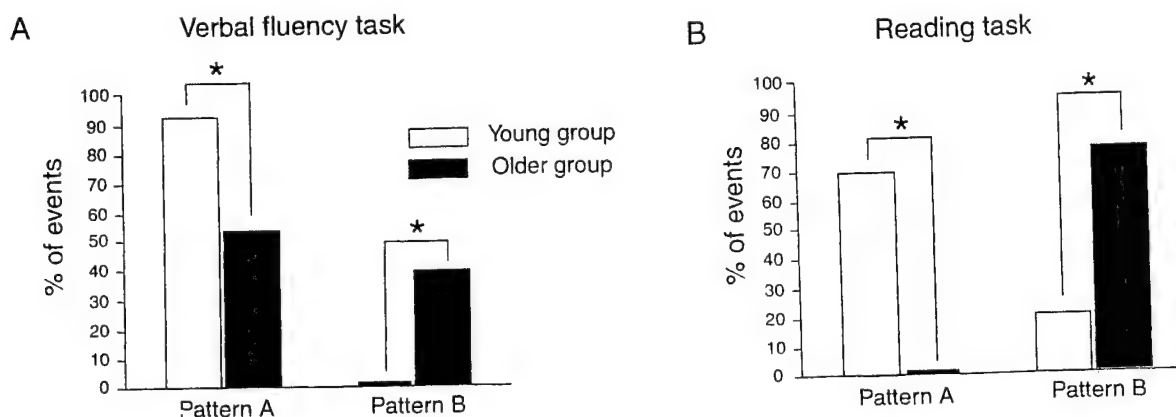 A
Verbal fluency task
*
100
90
80
70
60
50
40
30
20
10
0
% of events
*
Pattern A
Pattern B
Young group
Older group
B
Reading task
*
*
100
90
80
70
60
50
40
30
20
10
0
% of events
Pattern A
Pattern B